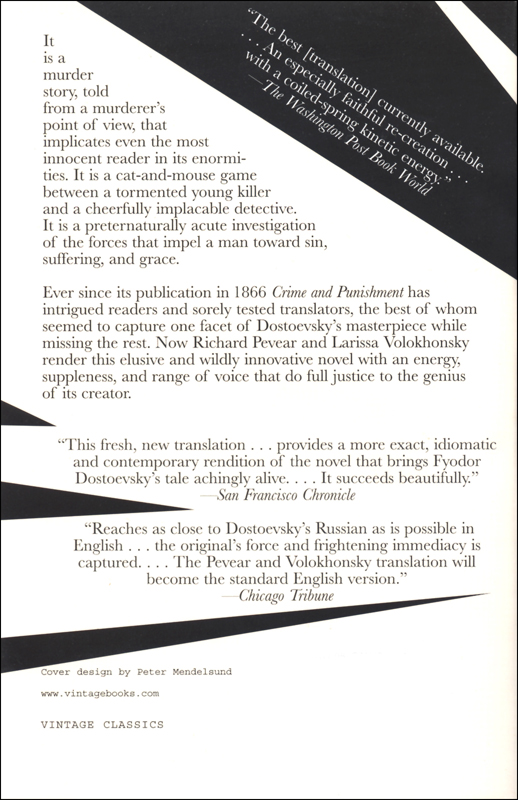 “The best [translation] currently available.
. . . An especially faithful re-creation . . .
with a coiled-spring kinetic energy.”
—The Washington Post Book World
It
is a
murder
story, told
from a murderer’s
point of view, that
implicates even the most
innocent reader in its enormi-
ties. It is a cat-and-mouse game
between a tormented young killer
and a cheerfully implacable detective.
It is a preternaturally acute investigation
of the forces that impel a man toward sin,
suffering, and grace.
Ever since its publication in 1866 Crime and Punishment has
intrigued readers and sorely tested translators, the best of whom
seemed to capture one facet of Dostoevsky’s masterpiece while
missing the rest. Now Richard Pevear and Larissa Volokhonsky
render this elusive and wildly innovative novel with an energy,
suppleness, and range of voice that do full justice to the genius
of its creator.
“This fresh, new translation . . . provides a more exact, idiomatic
and contemporary rendition of the novel that brings Fyodor
Dostoevsky’s tale achingly alive. . . . It succeeds beautifully.”
—San Francisco Chronicle
“Reaches as close to Dostoevsky’s Russian as is possible in
English . . . the original’s force and frightening immediacy is
captured. . . . The Pevear and Volokhonsky translation will
become the standard English version.”
—Chicago Tribune
Cover design by Peter Mendelsund
www.vintagebooks.com
VINTAGE CLASSICS